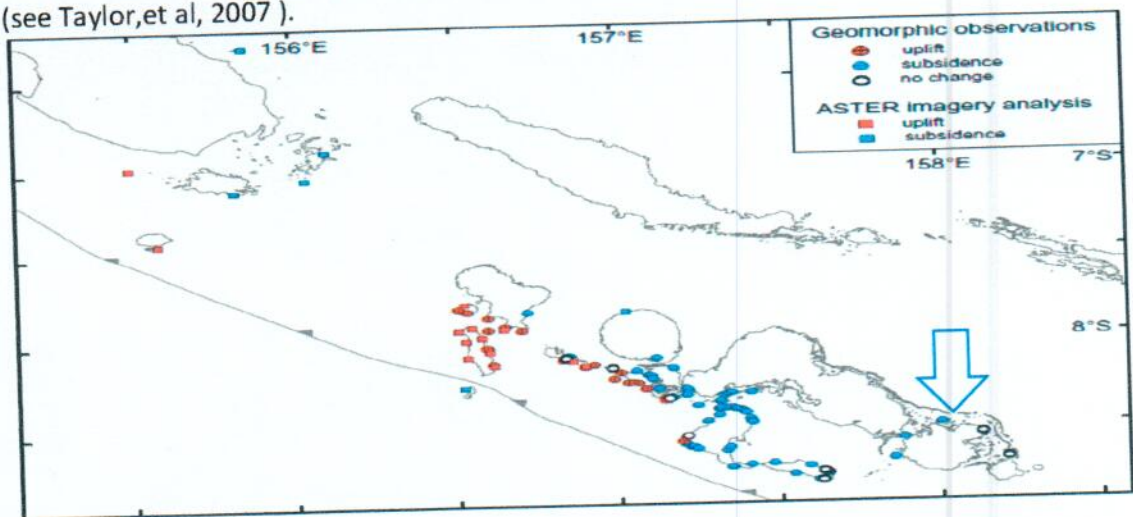 (see Taylor,et al, 2007 ).
156°E
157°E
Geomorphic observations
uplift
subsidence
no change
ASTER imagery analysis
uplift
subsidence
158°E
7°S
8°S